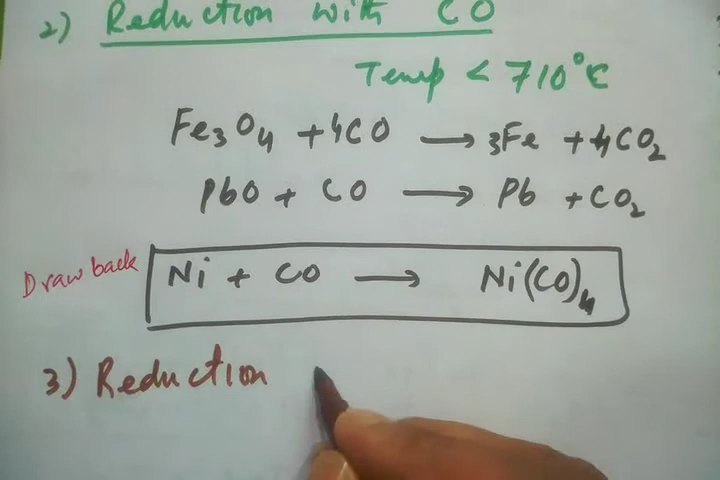 2) Reduction with CO
Temp < 710°C
Fe₃O₄ + 4CO → 3Fe + 4CO₂
PbO + CO → Pb + CO₂
Draw back
Ni + CO → Ni(CO)₄
3) Reduction